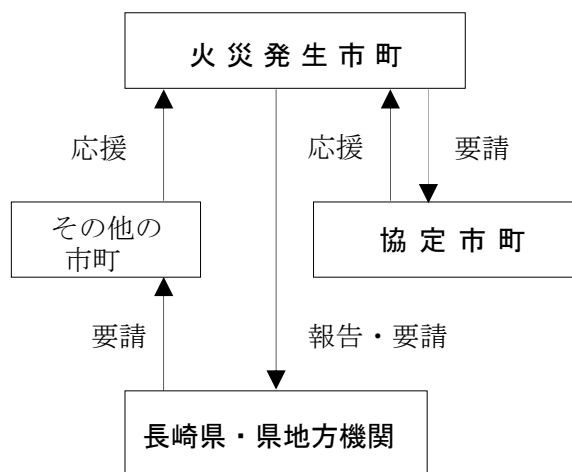 火災発生市町
応援
応援
要請
その他の
市町
協定市町
要請
報告・要請
長崎県・県地方機関